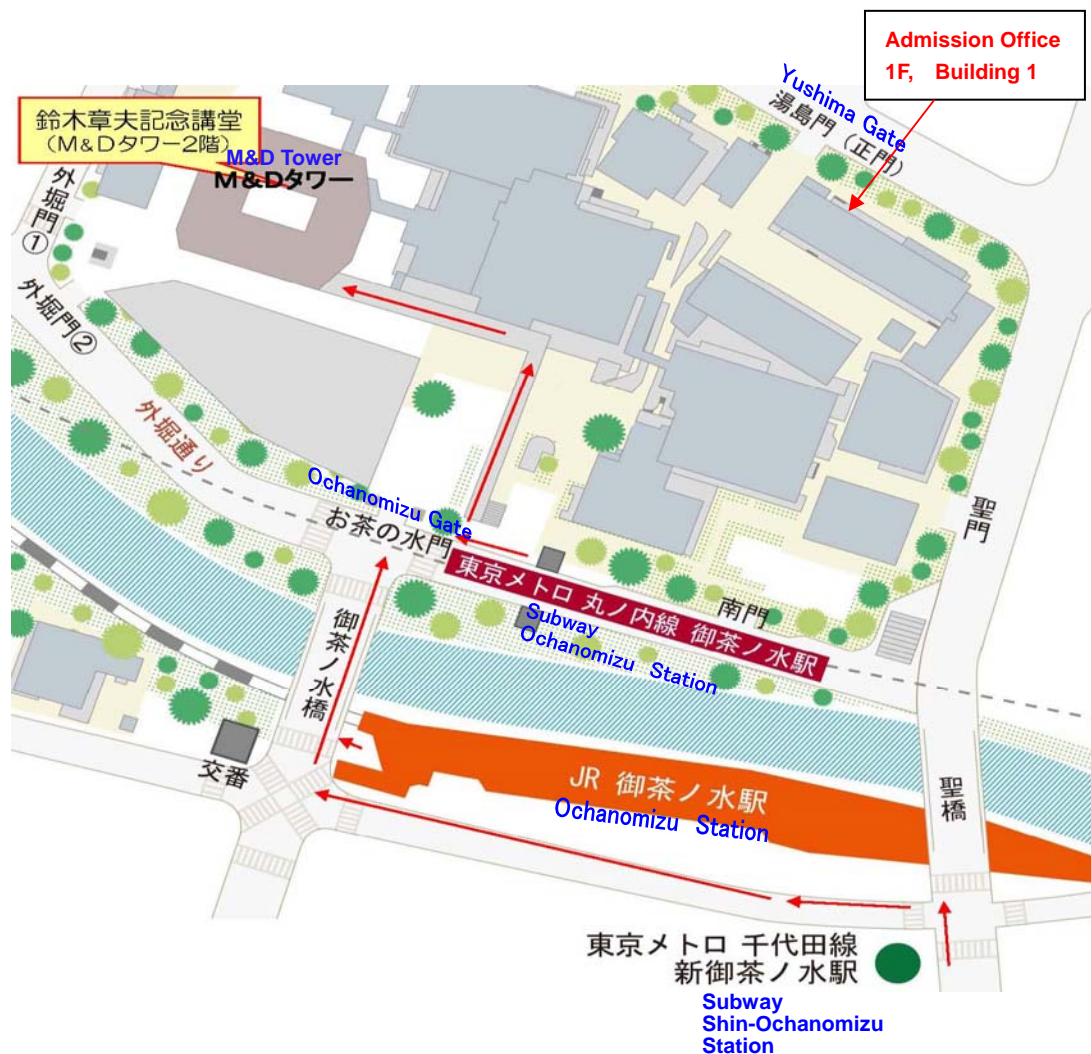 Admission Office
1F, Building 1
Yushima Gate
湯島門(正門)
鈴木章夫記念講堂
(M&Dタワー2階)
M&D Tower
M&Dタワー
外堀門①
外堀門②
外堀通り
Ochanomizu Gate
お茶の水門
聖門
東京メトロ 丸ノ内線 御茶ノ水駅
南門
Subway
Ochanomizu Station
御茶ノ水橋
交番
JR 御茶ノ水駅
Ochanomizu Station
聖橋
東京メトロ 千代田線
新御茶ノ水駅
Subway
Shin-Ochanomizu
Station